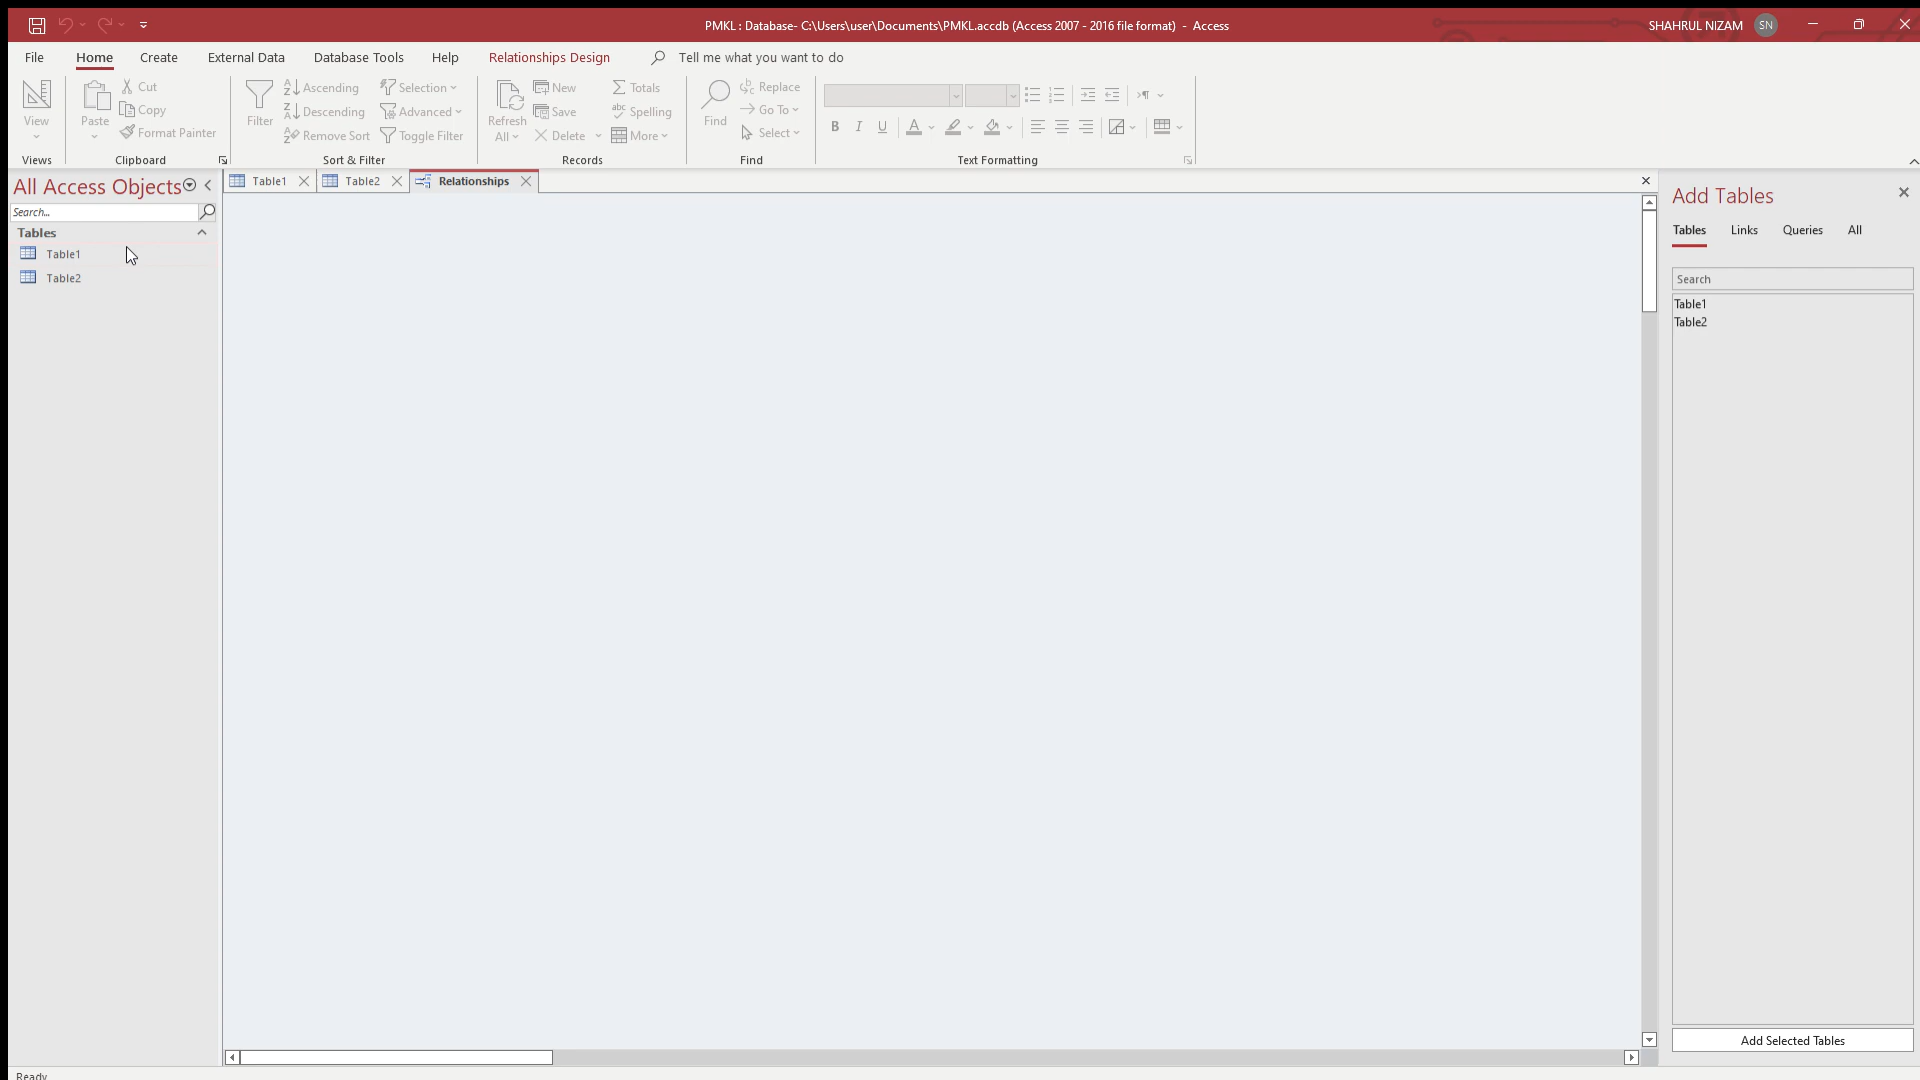 PMKL : Database- C:\Users\user\Documents\PMKL.accdb (Access 2007 - 2016 file format) - Access
SHAHRUL NIZAM
SN
File
Home
Create
External Data
Database Tools
Help
Relationships Design
Tell me what you want to do
View
Views
Paste
Cut
Copy
Format Painter
Clipboard
Filter
Ascending
Descending
Remove Sort
Selection
Advanced
Toggle Filter
Sort & Filter
Refresh
All
New
Save
Delete
Totals
Spelling
More
Records
Find
Replace
Go To
Select
Find
B I U
Text Formatting
All Access Objects
Search...
Tables
Table1
Table2
Table1
Table2
Relationships
Add Tables
Tables
Links
Queries
All
Search
Table1
Table2
Add Selected Tables
Ready